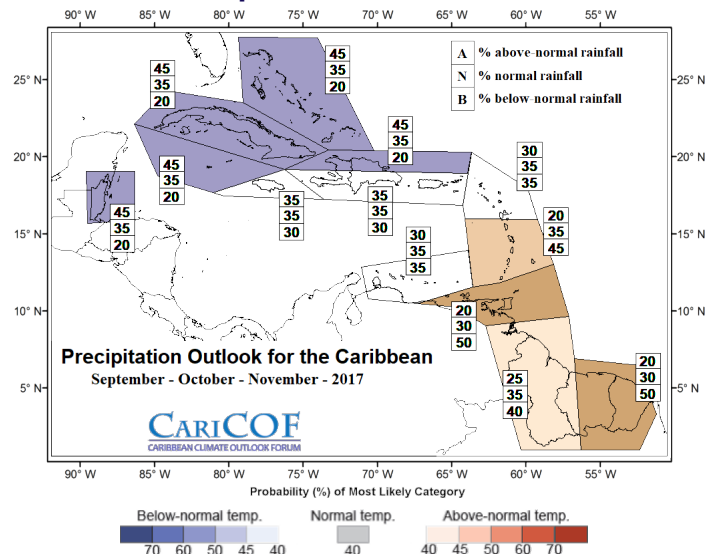 90° W 85° W 80° W 75° W 70° W 65° W 60° W 55° W
A % above-normal rainfall
N % normal rainfall
B % below-normal rainfall
45
35
20
45
35
20
25° N
25° N
45
35
20
30
35
35
20° N
20° N
45
35
20
35
35
30
35
35
30
20
35
45
45
35
20
15° N
15° N
30
35
35
10° N
10° N
20
30
50
Precipitation Outlook for the Caribbean
September - October - November - 2017
20
30
50
25
35
40
5° N
5° N
CARICOF
CARIBBEAN CLIMATE OUTLOOK FORUM
90° W 85° W 80° W 75° W 70° W 65° W 60° W 55° W
Probability (%) of Most Likely Category
Below-normal temp. Normal temp. Above-normal temp.
70 60 50 45 40 40 40 45 50 60 70